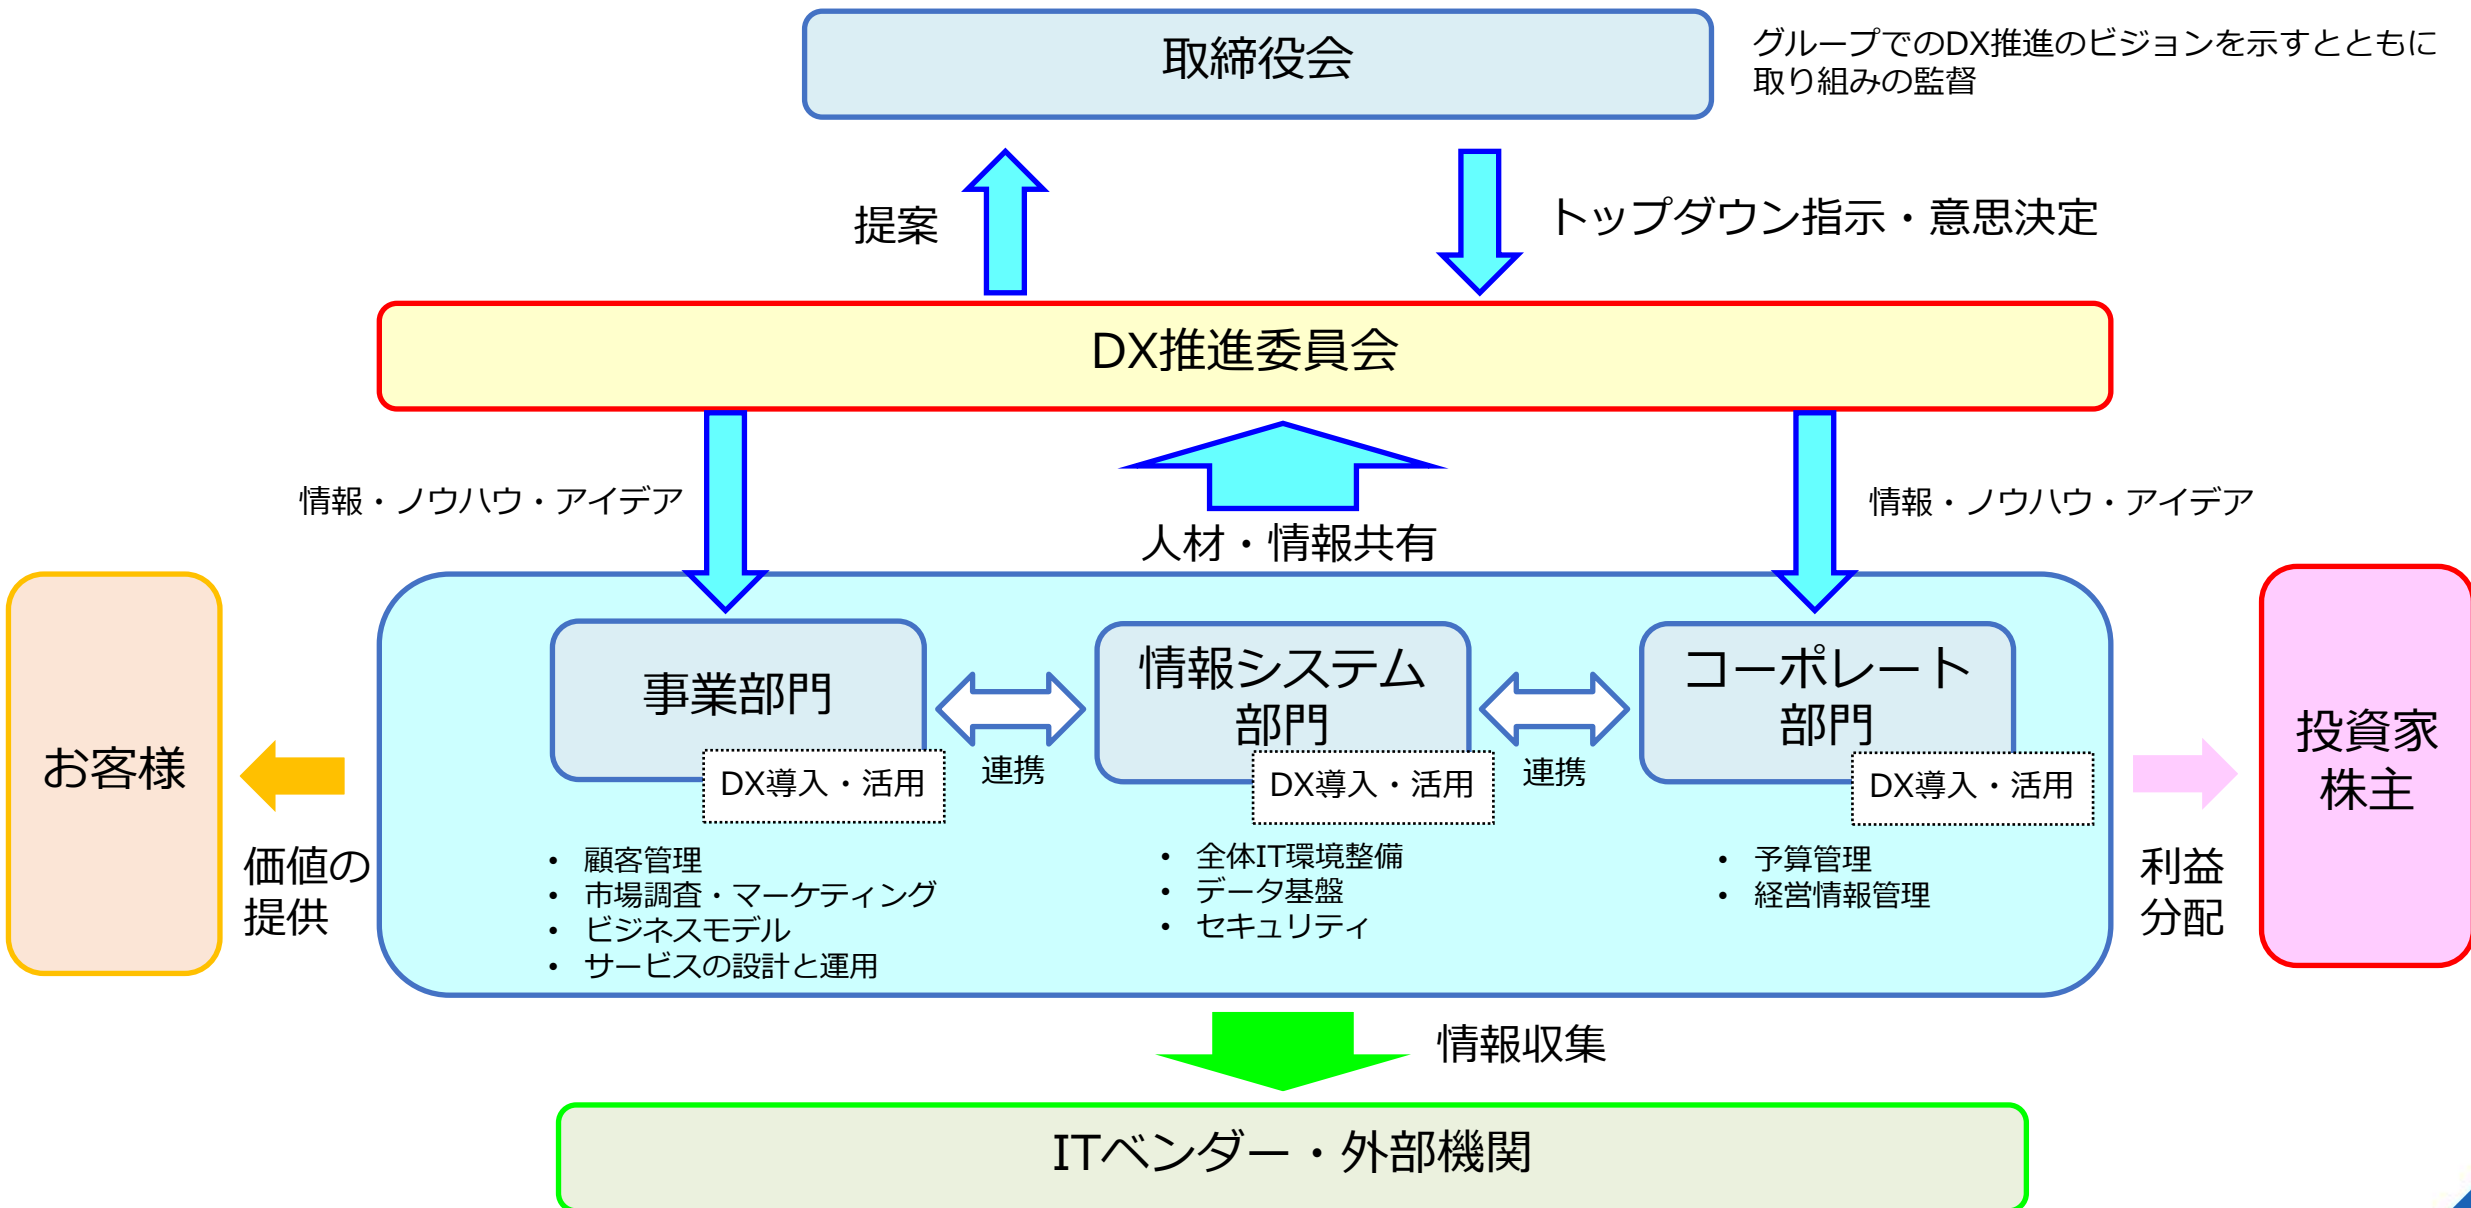 取締役会
グループでのDX推進のビジョンを示すとともに
取り組みの監督
提案
トップダウン指示・意思決定
DX推進委員会
情報・ノウハウ・アイデア
人材・情報共有
情報・ノウハウ・アイデア
お客様
価値の
提供
事業部門
DX導入・活用
連携
情報システム
部門
DX導入・活用
連携
コーポレート
部門
DX導入・活用
• 顧客管理
• 市場調査・マーケティング
• ビジネスモデル
• サービスの設計と運用
• 全体IT環境整備
• データ基盤
• セキュリティ
• 予算管理
• 経営情報管理
利益
分配
投資家
株主
情報収集
ITベンダー・外部機関